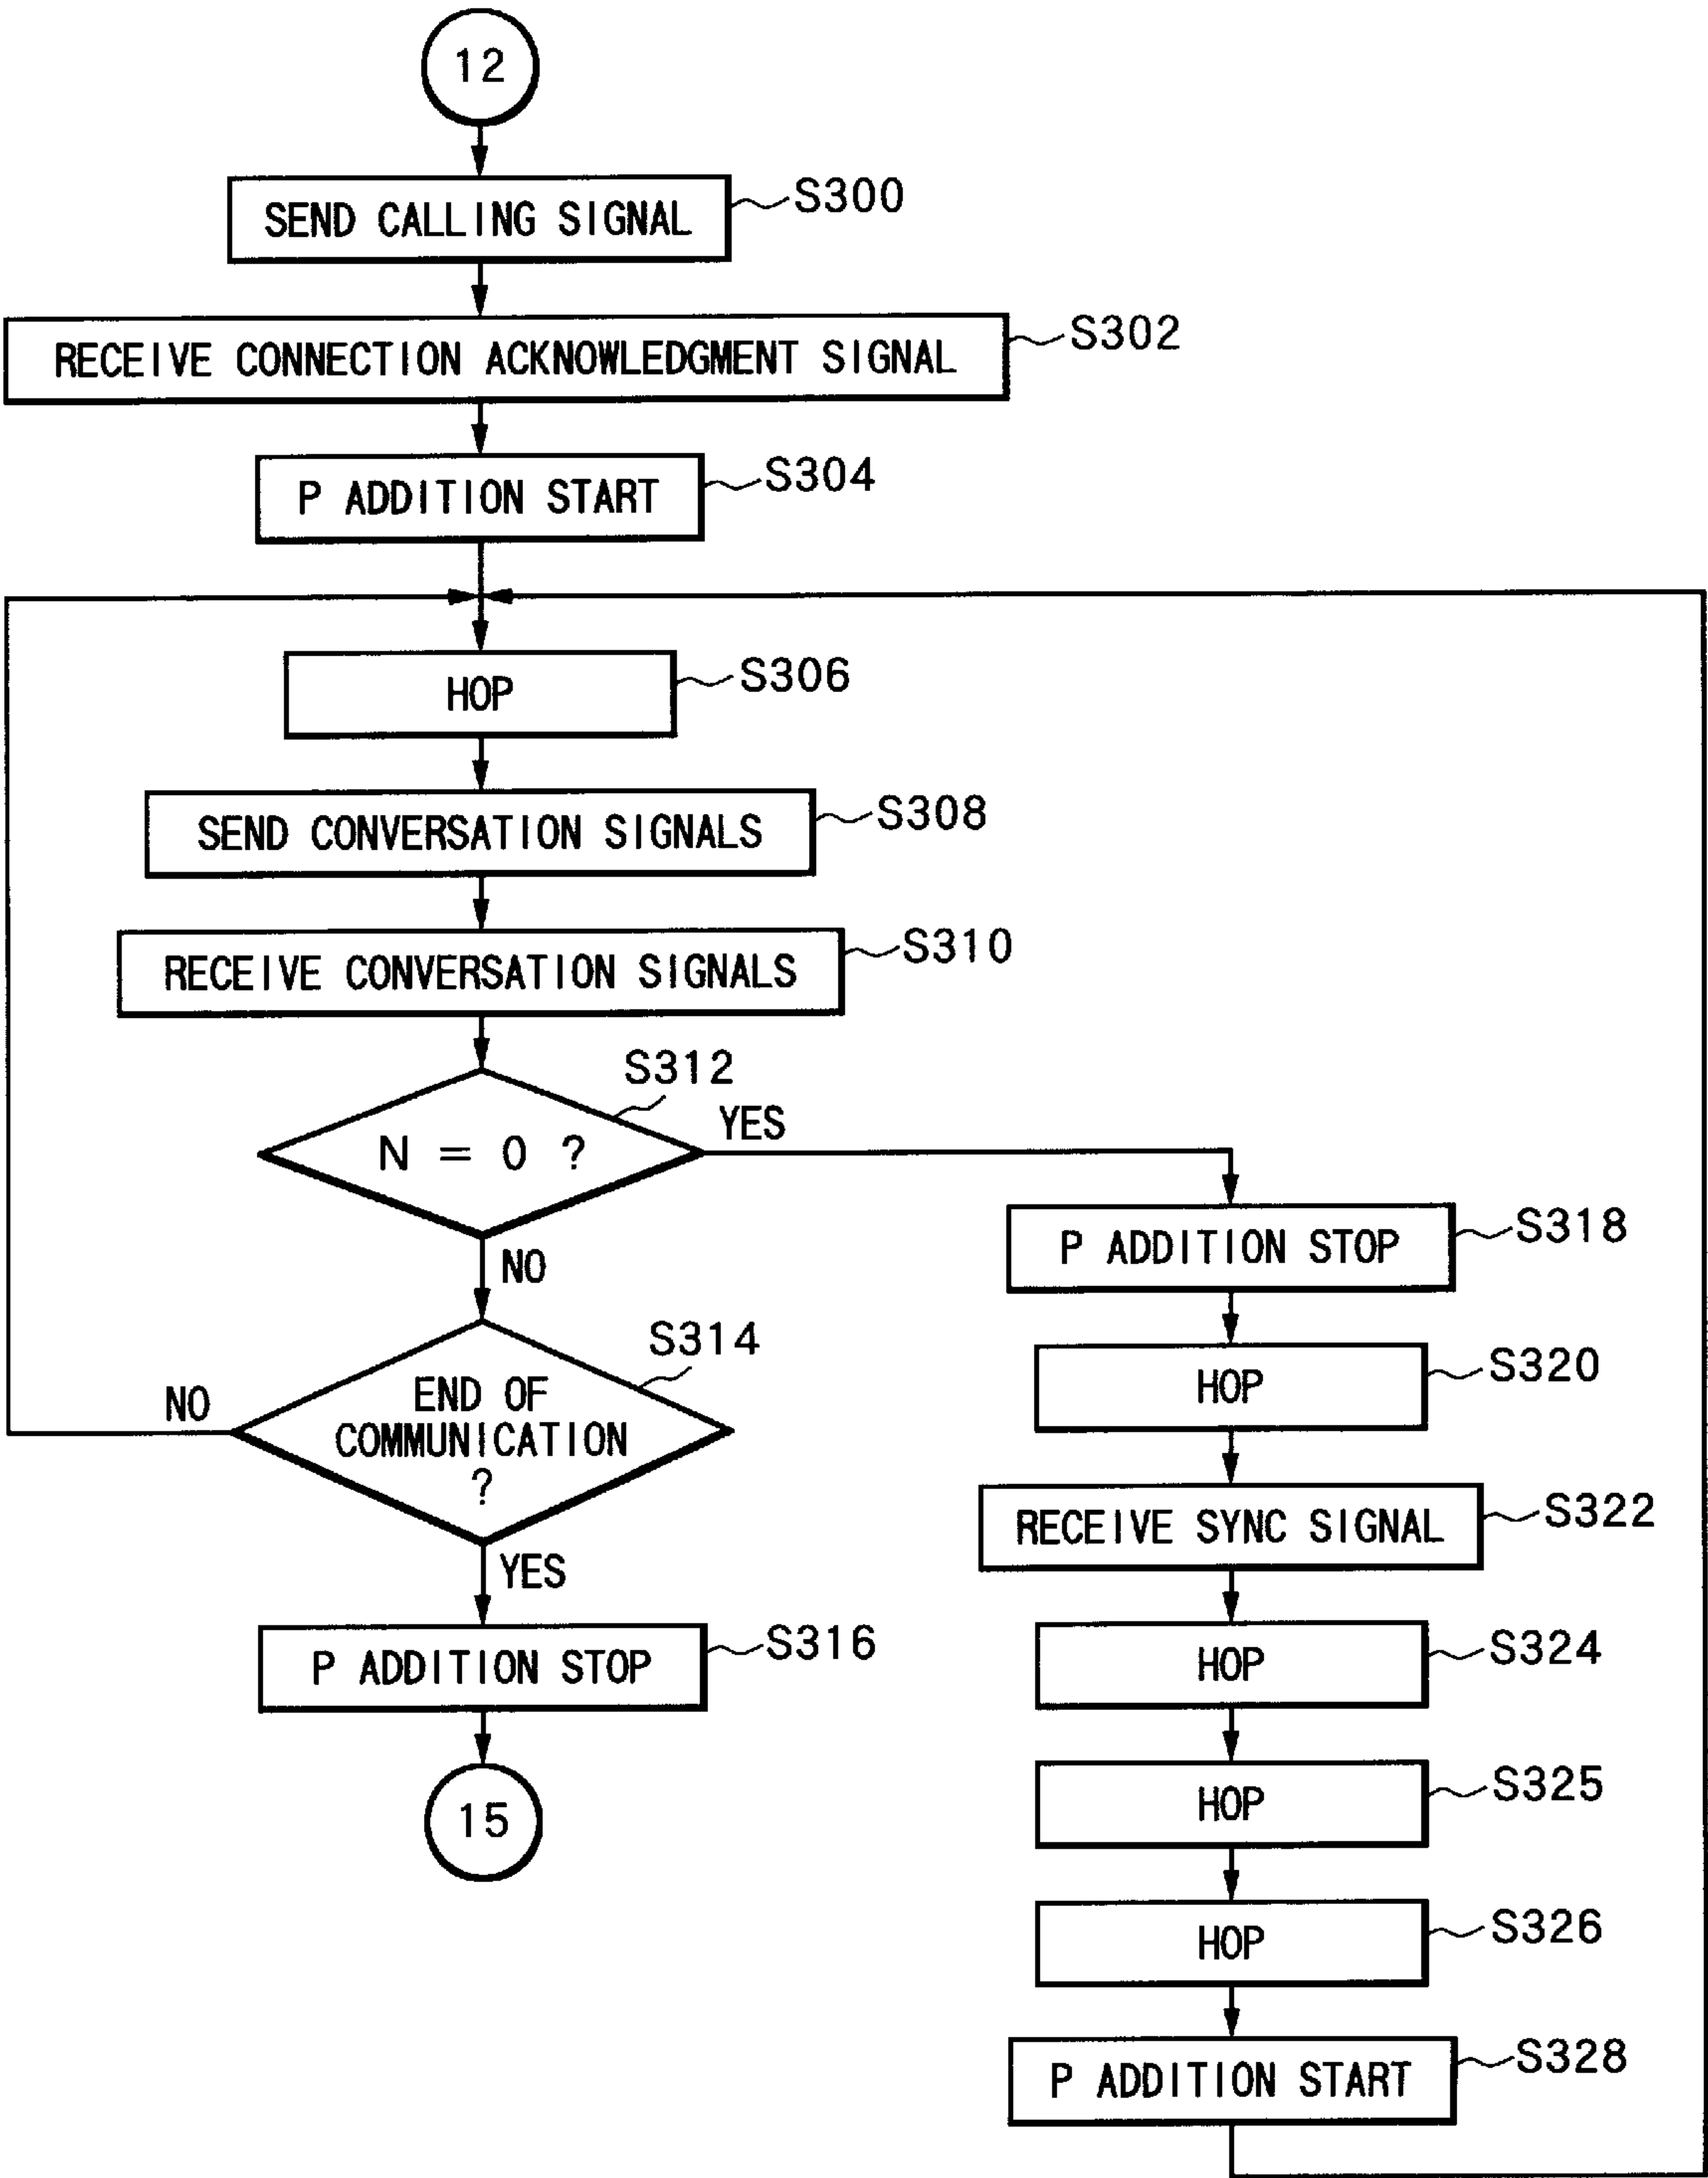 12
SEND CALLING SIGNAL
S300
RECEIVE CONNECTION ACKNOWLEDGMENT SIGNAL
S302
P ADDITION START
S304
HOP
S306
SEND CONVERSATION SIGNALS
S308
RECEIVE CONVERSATION SIGNALS
S310
N = 0 ?
S312
YES
NO
END OF
COMMUNICATION
?
S314
NO
YES
P ADDITION STOP
S316
15
P ADDITION STOP
S318
HOP
S320
RECEIVE SYNC SIGNAL
S322
HOP
S324
HOP
S325
HOP
S326
P ADDITION START
S328